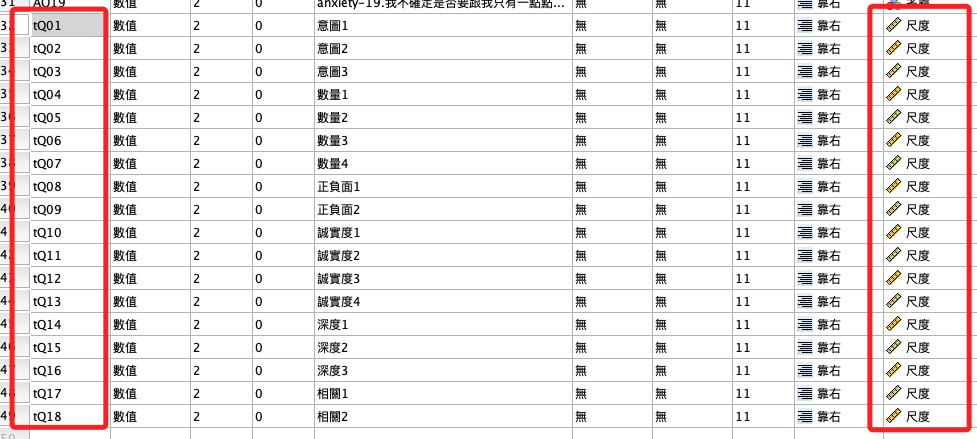 31 AO19 數值 2 0 anxiety-19.我不確定是否要跟我只有一點點... 無 無 11 靠右
32 tQ01 數值 2 0 意圖1 無 無 11 靠右 尺度
33 tQ02 數值 2 0 意圖2 無 無 11 靠右 尺度
34 tQ03 數值 2 0 意圖3 無 無 11 靠右 尺度
35 tQ04 數值 2 0 數量1 無 無 11 靠右 尺度
36 tQ05 數值 2 0 數量2 無 無 11 靠右 尺度
37 tQ06 數值 2 0 數量3 無 無 11 靠右 尺度
38 tQ07 數值 2 0 數量4 無 無 11 靠右 尺度
39 tQ08 數值 2 0 正負面1 無 無 11 靠右 尺度
40 tQ09 數值 2 0 正負面2 無 無 11 靠右 尺度
41 tQ10 數值 2 0 誠實度1 無 無 11 靠右 尺度
42 tQ11 數值 2 0 誠實度2 無 無 11 靠右 尺度
43 tQ12 數值 2 0 誠實度3 無 無 11 靠右 尺度
44 tQ13 數值 2 0 誠實度4 無 無 11 靠右 尺度
45 tQ14 數值 2 0 深度1 無 無 11 靠右 尺度
46 tQ15 數值 2 0 深度2 無 無 11 靠右 尺度
47 tQ16 數值 2 0 深度3 無 無 11 靠右 尺度
48 tQ17 數值 2 0 相關1 無 無 11 靠右 尺度
49 tQ18 數值 2 0 相關2 無 無 11 靠右 尺度
50